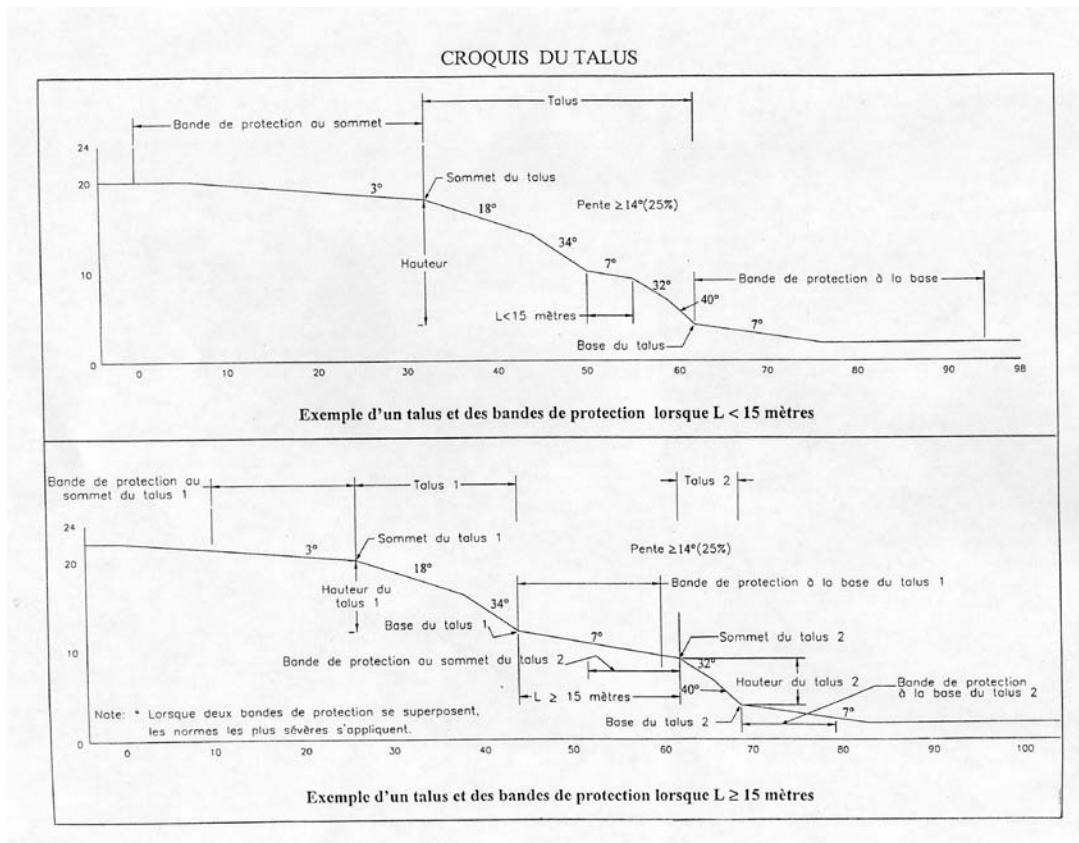 CROQUIS DU TALUS
Talus
Bande de protection au sommet
24
20
10
0
3°
Sommet du talus
18°
Pente ≥14°(25%)
34°
Hauteur
7°
Bande de protection à la base
32°
40°
L<15 mètres
Base du talus
7°
0
10
20
30
40
50
60
70
80
90
98
Exemple d'un talus et des bandes de protection lorsque L < 15 mètres
Bande de protection au
sommet du talus 1
Talus 1
Talus 2
24
20
10
0
3°
Sommet du talus 1
Pente ≥14°(25%)
18°
Hauteur du
talus 1
Bande de protection à la base du talus 1
34°
Base du talus 1
7°
Sommet du talus 2
Bande de protection au sommet du talus 2
32°
Hauteur du talus 2
Bande de protection
à la base du talus 2
L ≥ 15 mètres
40°
Base du talus 2
7°
Note: * Lorsque deux bandes de protection se superposent,
les normes les plus sévères s'appliquent.
0
10
20
30
40
50
60
70
80
90
100
Exemple d'un talus et des bandes de protection lorsque L ≥ 15 mètres